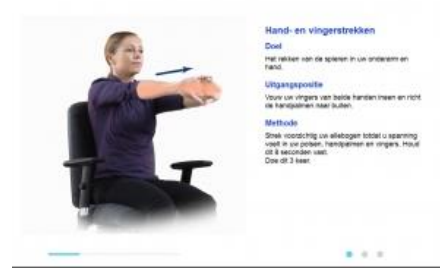 Hand- en vingerstrekken
Doel
Het rekken van de spieren in uw onderarm en
hand.
Uitgangspositie
Vouw uw vingers van beide handen ineen en richt
de handpalmen naar buiten.
Methode
Strek voorzichtig uw ellebogen totdat u spanning
voelt in uw polsen, handpalmen en vingers. Houd
dit 8 seconden vast.
Doe dit 3 keer.